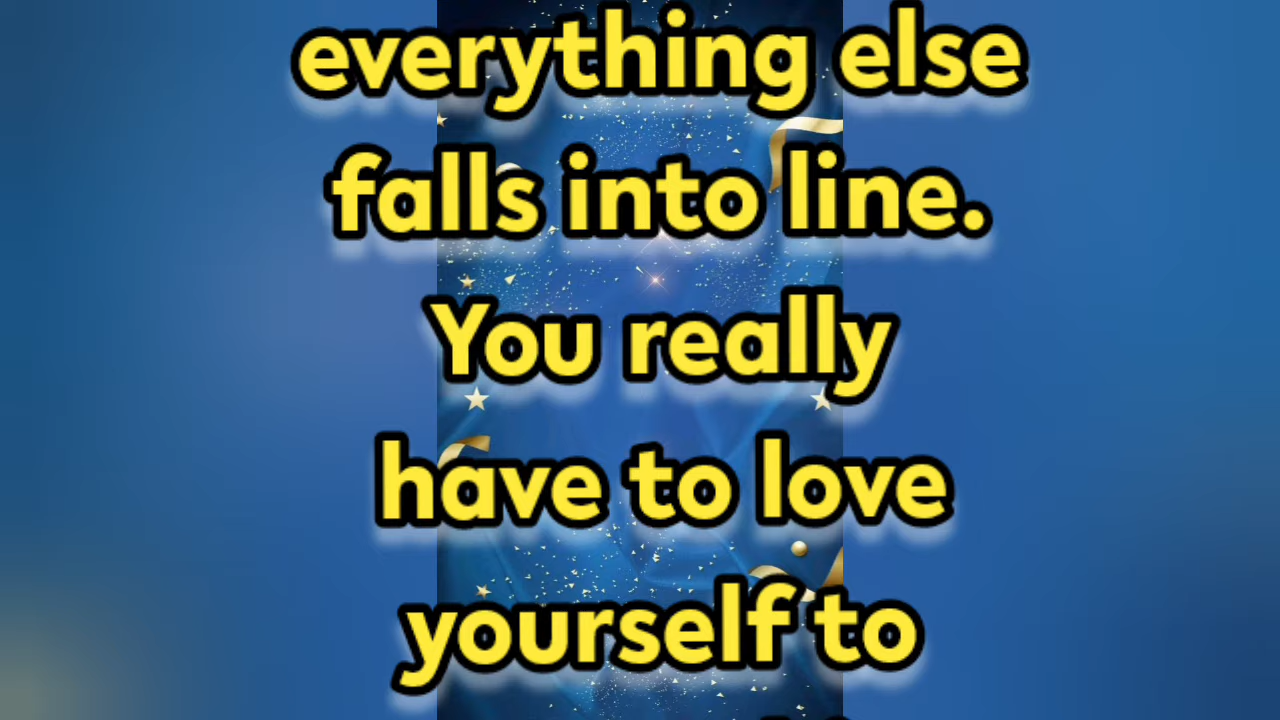 everything else
falls into line.
You really
have to love
yourself to